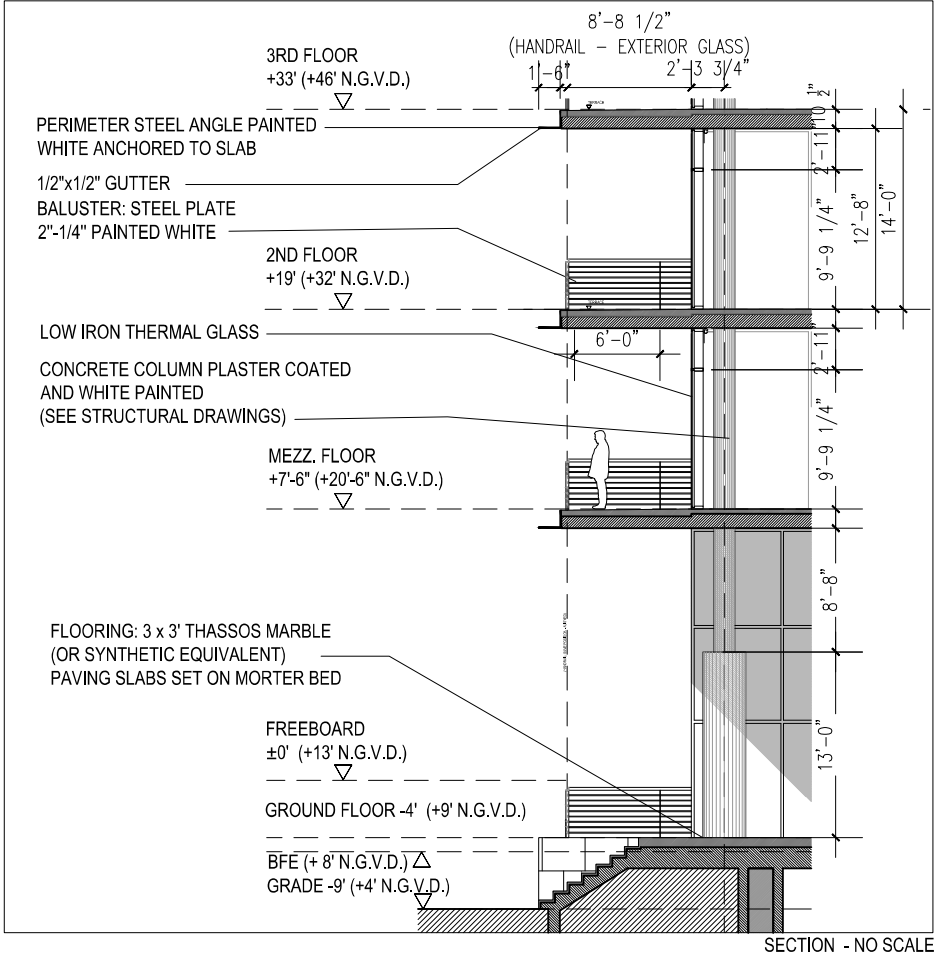 8'-8 1/2"
(HANDRAIL - EXTERIOR GLASS)
1'-6" 2'-3 3/4"
3RD FLOOR
+33' (+46' N.G.V.D.)
PERIMETER STEEL ANGLE PAINTED
WHITE ANCHORED TO SLAB
1/2"x1/2" GUTTER
BALUSTER: STEEL PLATE
2"-1/4" PAINTED WHITE
2ND FLOOR
+19' (+32' N.G.V.D.)
LOW IRON THERMAL GLASS
CONCRETE COLUMN PLASTER COATED
AND WHITE PAINTED
(SEE STRUCTURAL DRAWINGS)
MEZZ. FLOOR
+7'-6" (+20'-6" N.G.V.D.)
FLOORING: 3 x 3' THASSOS MARBLE
(OR SYNTHETIC EQUIVALENT)
PAVING SLABS SET ON MORTER BED
FREEBOARD
±0' (+13' N.G.V.D.)
GROUND FLOOR -4' (+9' N.G.V.D.)
BFE (+ 8' N.G.V.D.)
GRADE -9' (+4' N.G.V.D.)
TERRACE
TERRACE
6'-0"
10 1/2"
2'-11"
9'-9 1/4"
12'-8"
14'-0"
2'-11"
9'-9 1/4"
8'-8"
13'-0"
SECTION - NO SCALE